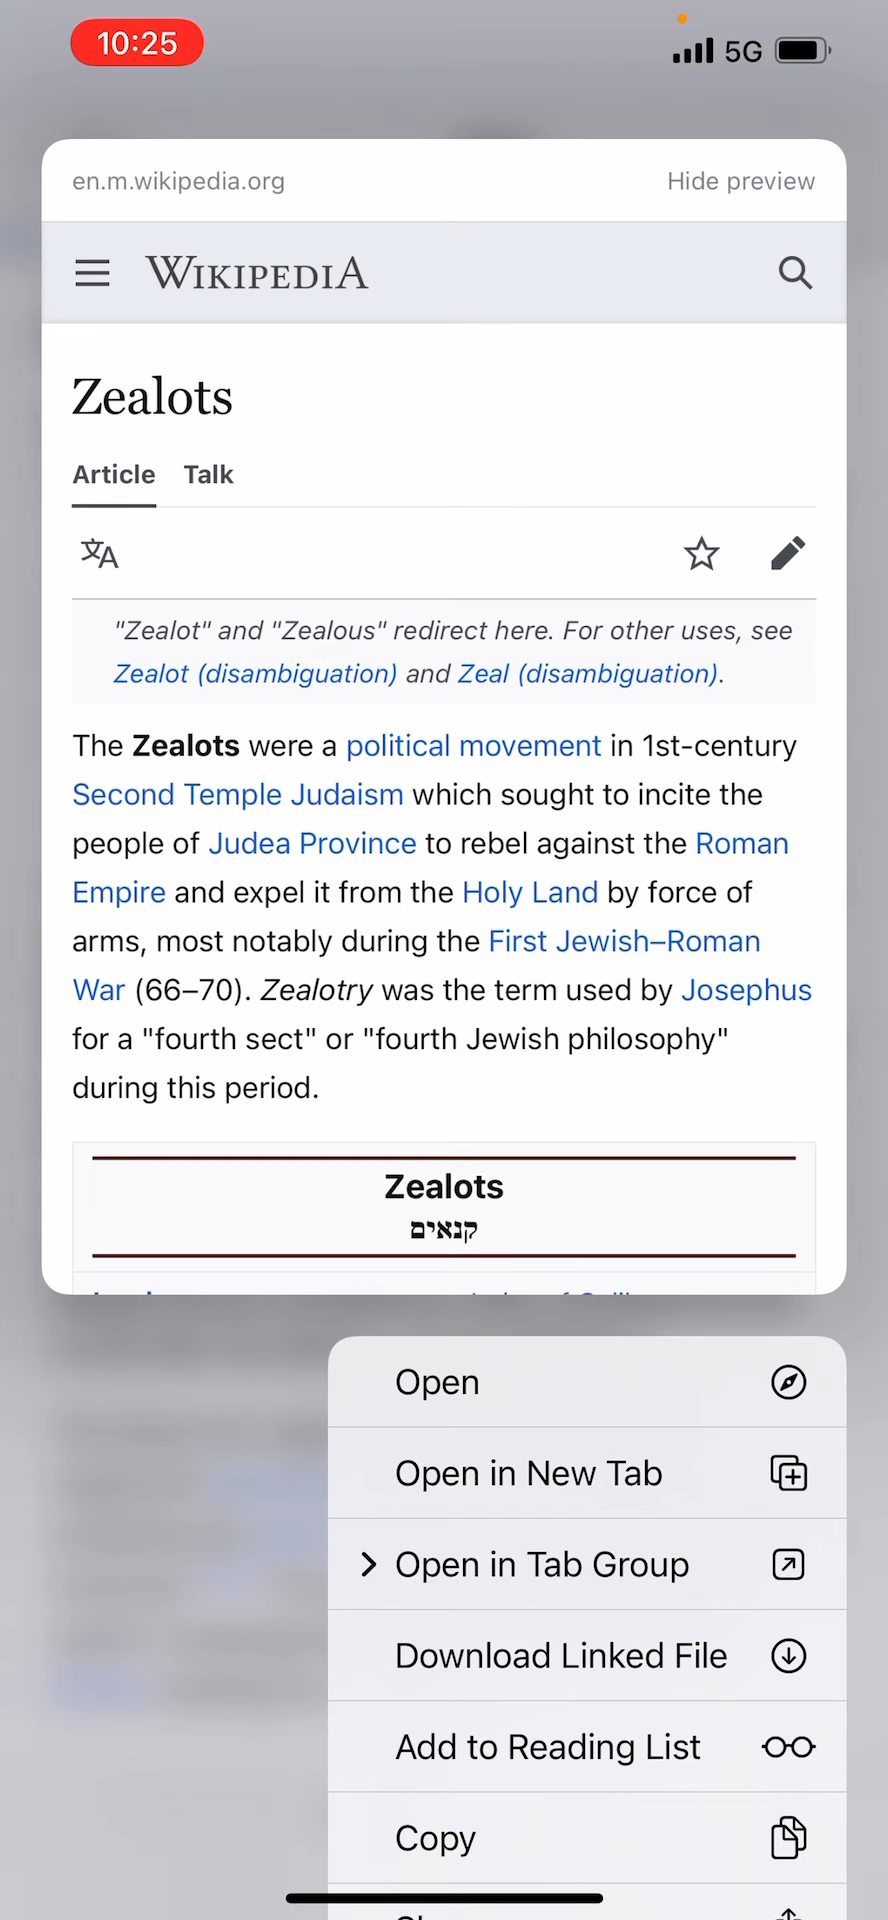 10:25
5G
en.m.wikipedia.org
Hide preview
WIKIPEDIA
Zealots
Article Talk
文A
"Zealot" and "Zealous" redirect here. For other uses, see
Zealot (disambiguation) and Zeal (disambiguation).
The Zealots were a political movement in 1st-century
Second Temple Judaism which sought to incite the
people of Judea Province to rebel against the Roman
Empire and expel it from the Holy Land by force of
arms, most notably during the First Jewish–Roman
War (66–70). Zealotry was the term used by Josephus
for a "fourth sect" or "fourth Jewish philosophy"
during this period.
Zealots
קנאים
Open
Open in New Tab
Open in Tab Group
Download Linked File
Add to Reading List
Copy